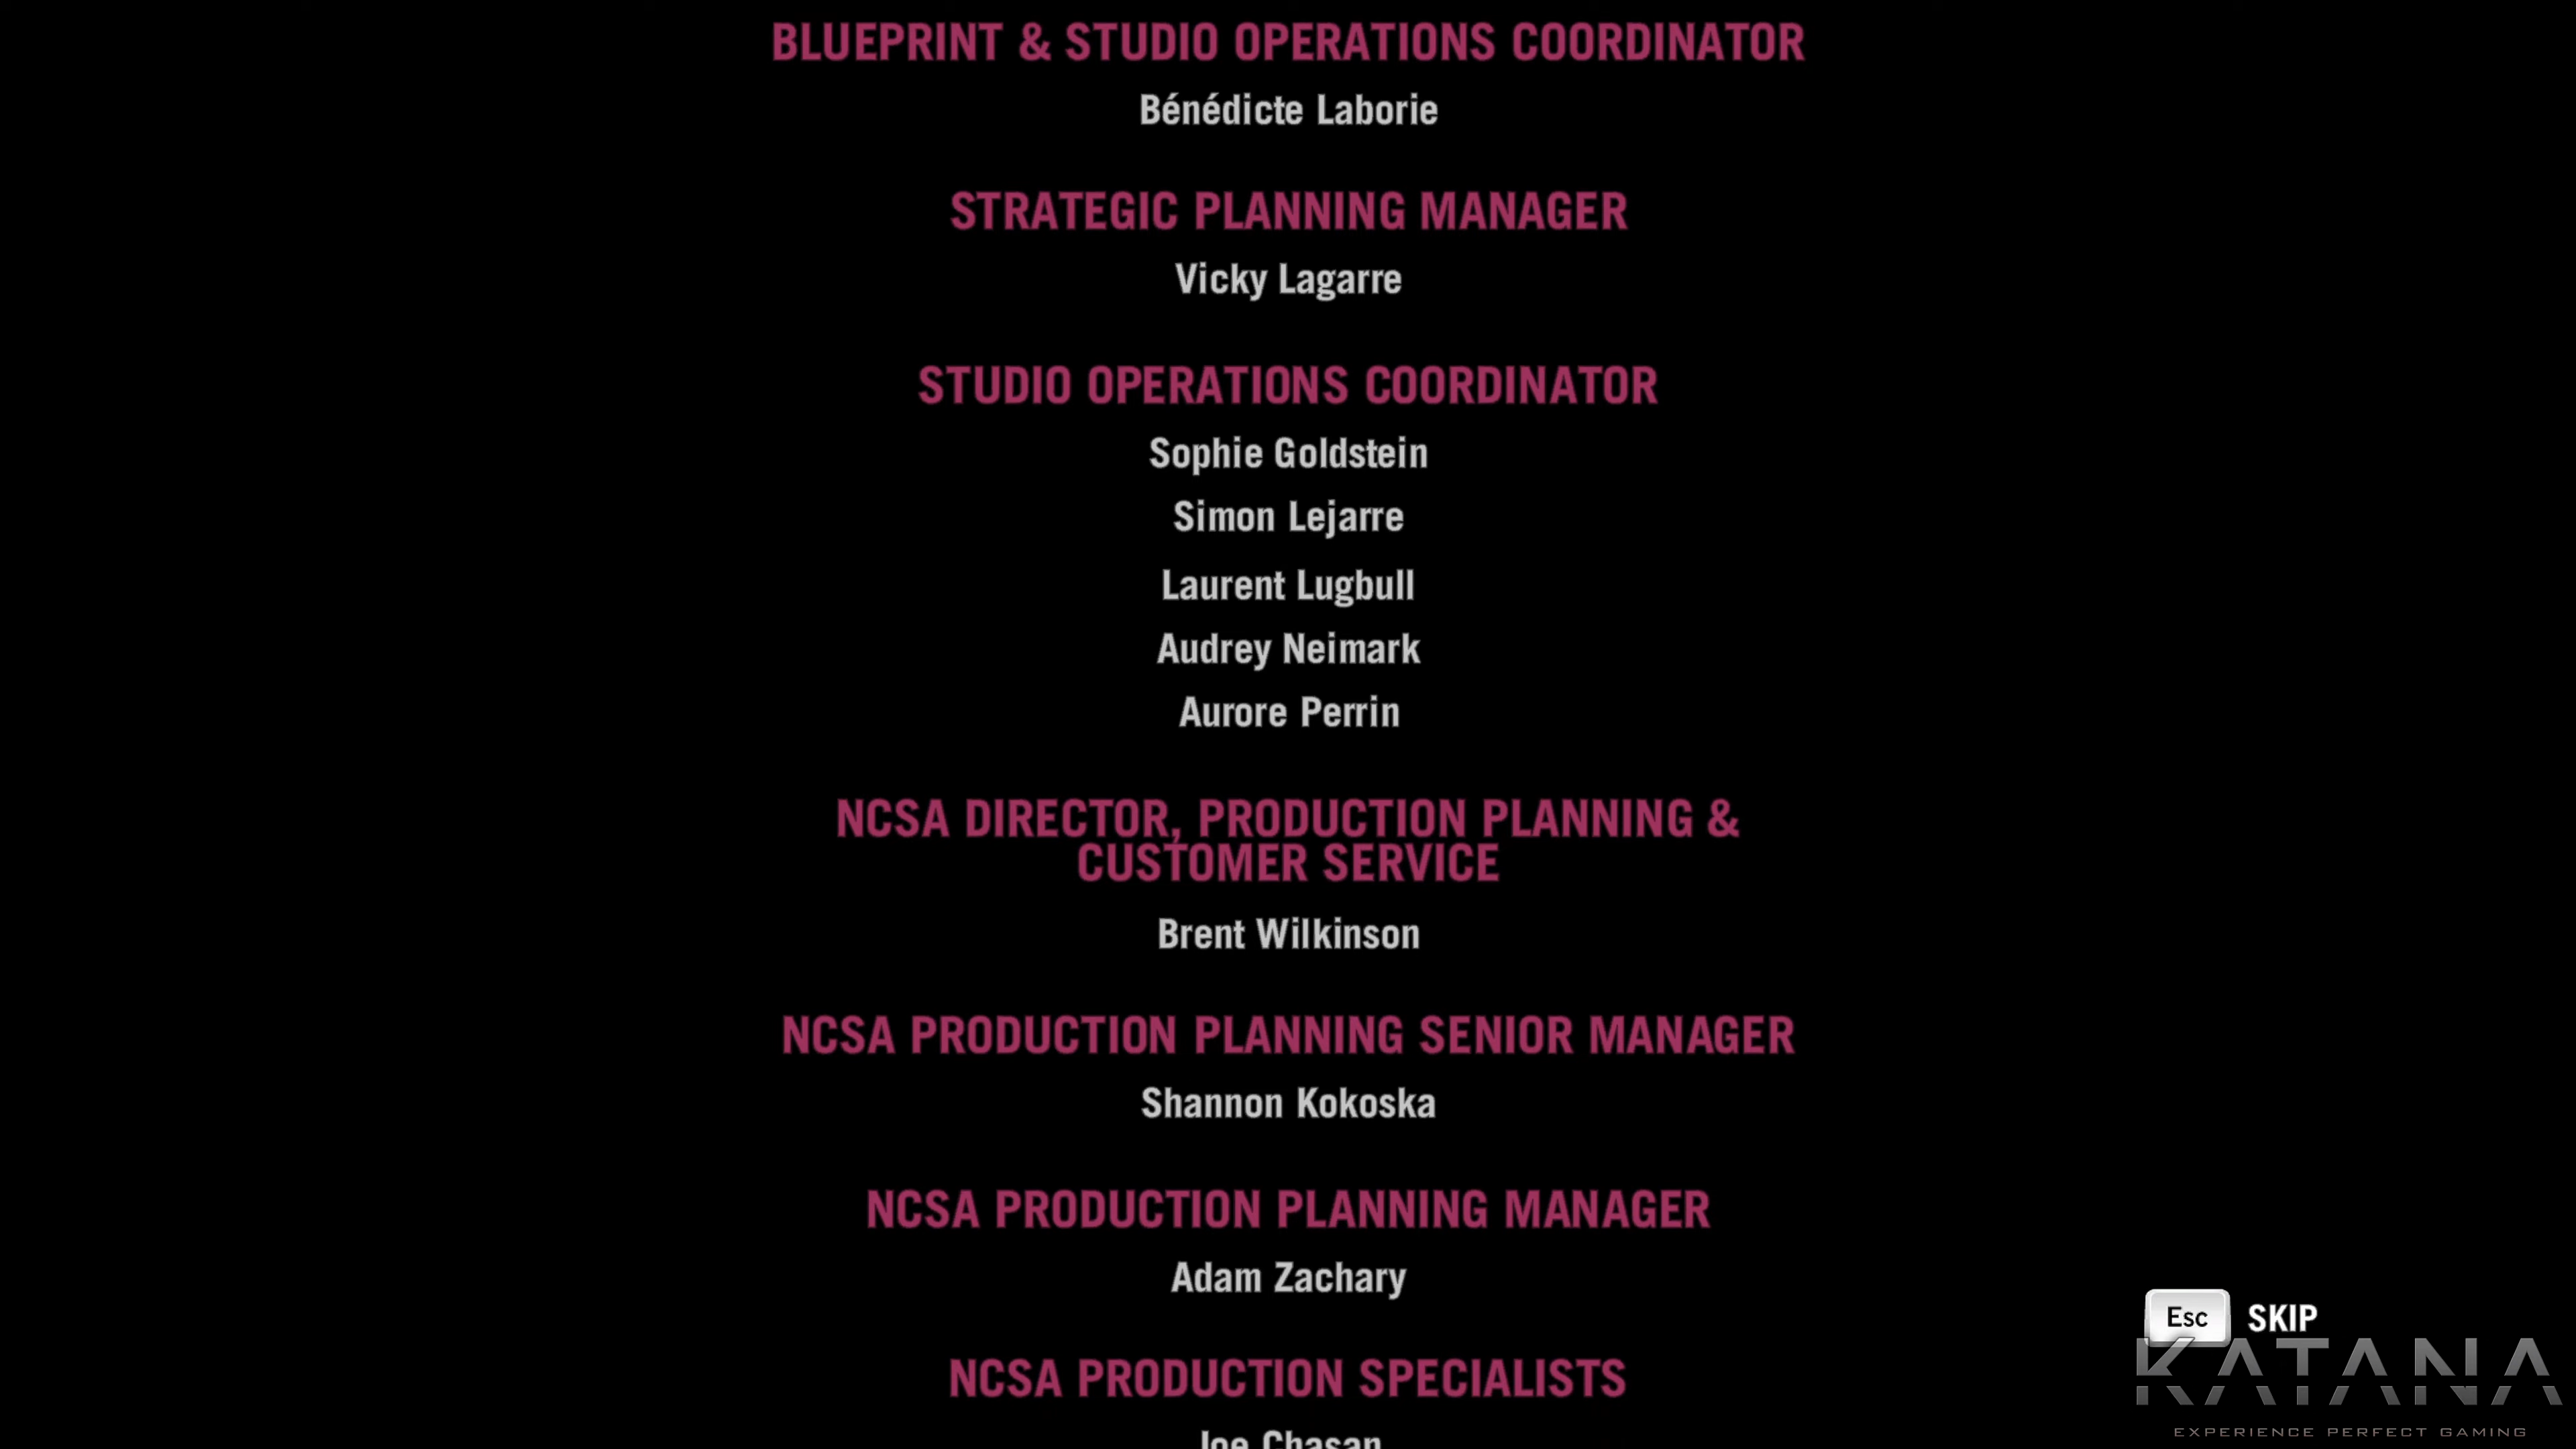 BLUEPRINT & STUDIO OPERATIONS COORDINATOR
Bénédicte Laborie
STRATEGIC PLANNING MANAGER
Vicky Lagarre
STUDIO OPERATIONS COORDINATOR
Sophie Goldstein
Simon Lejarre
Laurent Lugbull
Audrey Neimark
Aurore Perrin
NCSA DIRECTOR, PRODUCTION PLANNING &
CUSTOMER SERVICE
Brent Wilkinson
NCSA PRODUCTION PLANNING SENIOR MANAGER
Shannon Kokoska
NCSA PRODUCTION PLANNING MANAGER
Adam Zachary
NCSA PRODUCTION SPECIALISTS
Joe Chasan
Esc SKIP
KATANA
EXPERIENCE PERFECT GAMING